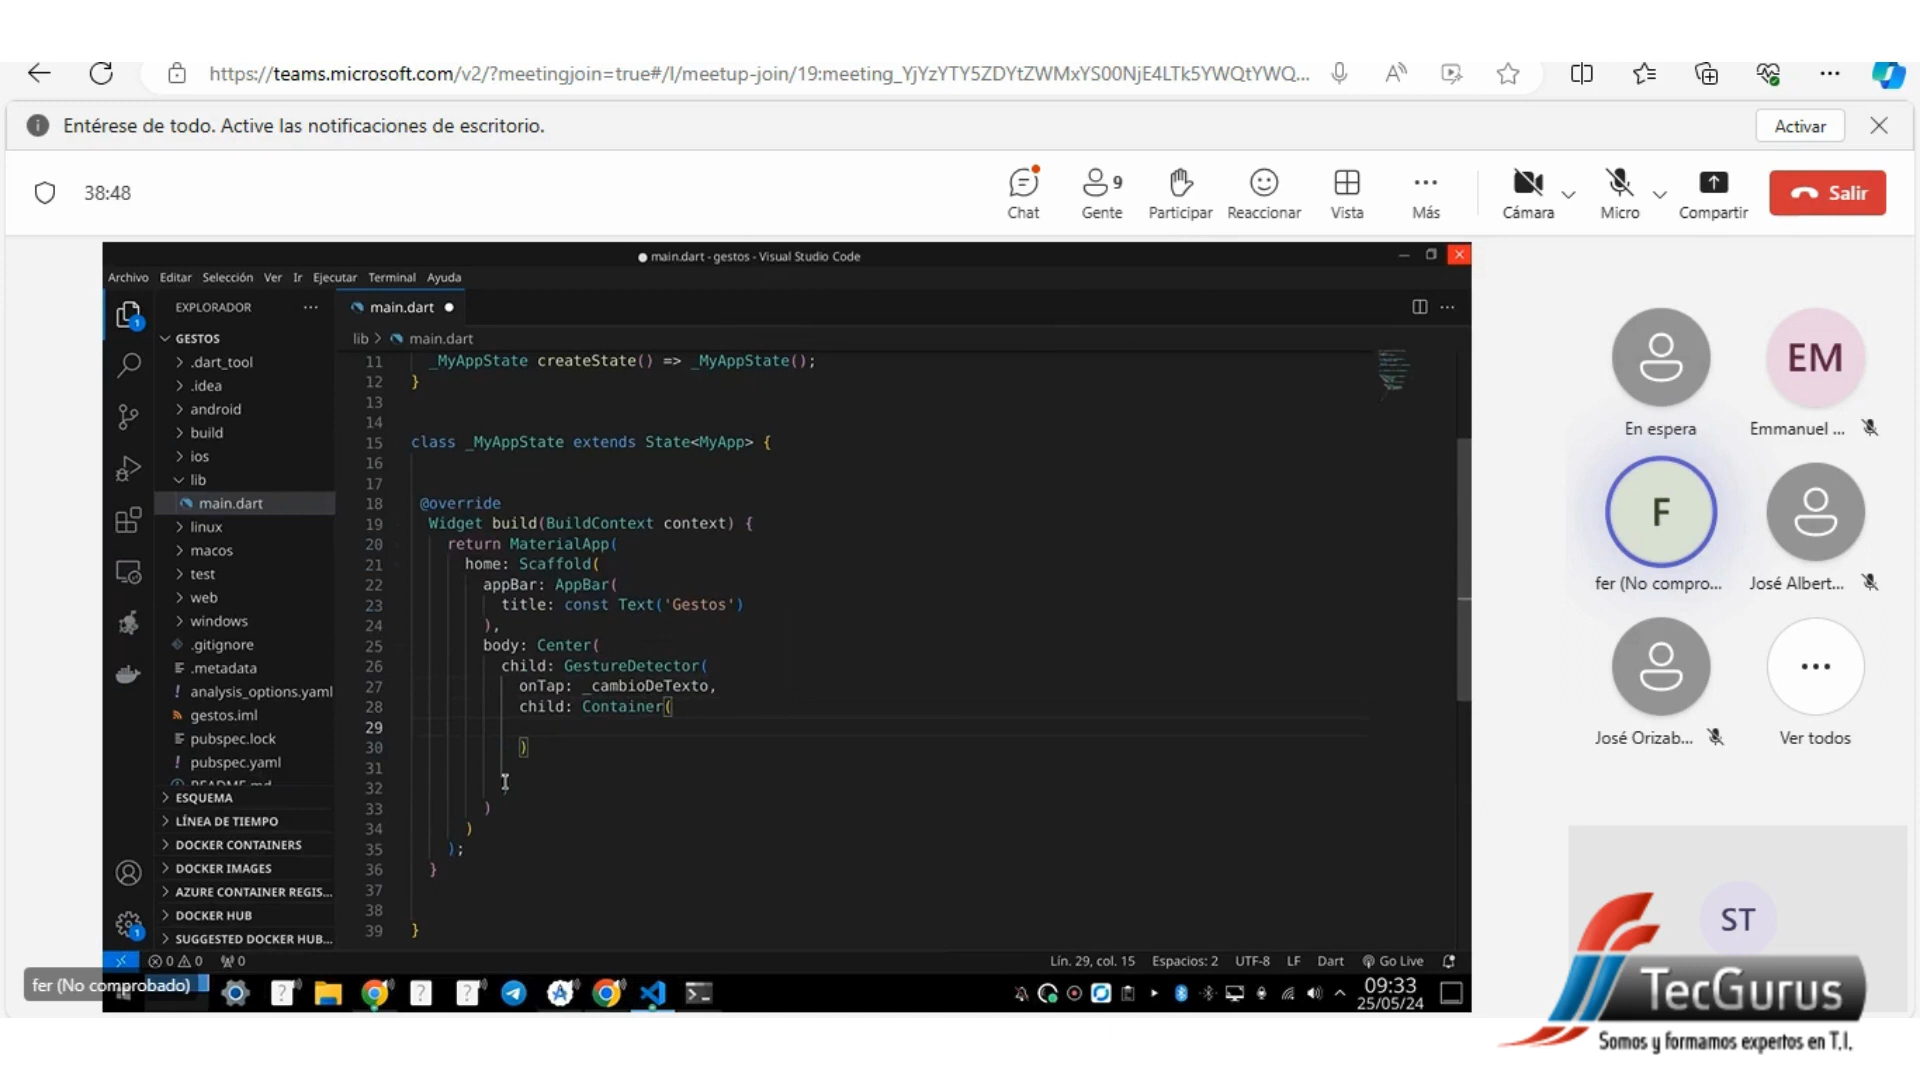 https://teams.microsoft.com/v2/?meetingjoin=true#/l/meetup-join/19:meeting_YjYzYTY5ZDYtZWMxYS00NjE4LTk5YWQtYWQ...
Entérese de todo. Active las notificaciones de escritorio.
Activar
38:48
Chat
9
Gente
Participar
Reaccionar
Vista
Más
Cámara
Micro
Compartir
Salir
main.dart - gestos - Visual Studio Code
Archivo Editar Selección Ver Ir Ejecutar Terminal Ayuda
EXPLORADOR
GESTOS
.dart_tool
.idea
android
build
ios
lib
main.dart
linux
macos
test
web
windows
.gitignore
.metadata
analysis_options.yaml
gestos.iml
pubspec.lock
pubspec.yaml
README.md
ESQUEMA
LÍNEA DE TIEMPO
DOCKER CONTAINERS
DOCKER IMAGES
AZURE CONTAINER REGIS...
DOCKER HUB
SUGGESTED DOCKER HUB...
main.dart
lib > main.dart
11 _MyAppState createState() => _MyAppState();
12 }
13
14
15 class _MyAppState extends State<MyApp> {
16
17
18 @override
19 Widget build(BuildContext context) {
20 return MaterialApp(
21 home: Scaffold(
22 appBar: AppBar(
23 title: const Text('Gestos')
24 ),
25 body: Center(
26 child: GestureDetector(
27 onTap: _cambioDeTexto,
28 child: Container(
29
30 )
31
32
33 )
34 )
35 );
36 }
37
38
39 }
0 0 0
Lín. 29, col. 15 Espacios: 2 UTF-8 LF Dart Go Live
fer (No comprobado)
09:33
25/05/24
En espera
EM
Emmanuel ...
F
fer (No compro...
José Albert...
José Orizab...
Ver todos
ST
TecGurus
Somos y formamos expertos en T.I.